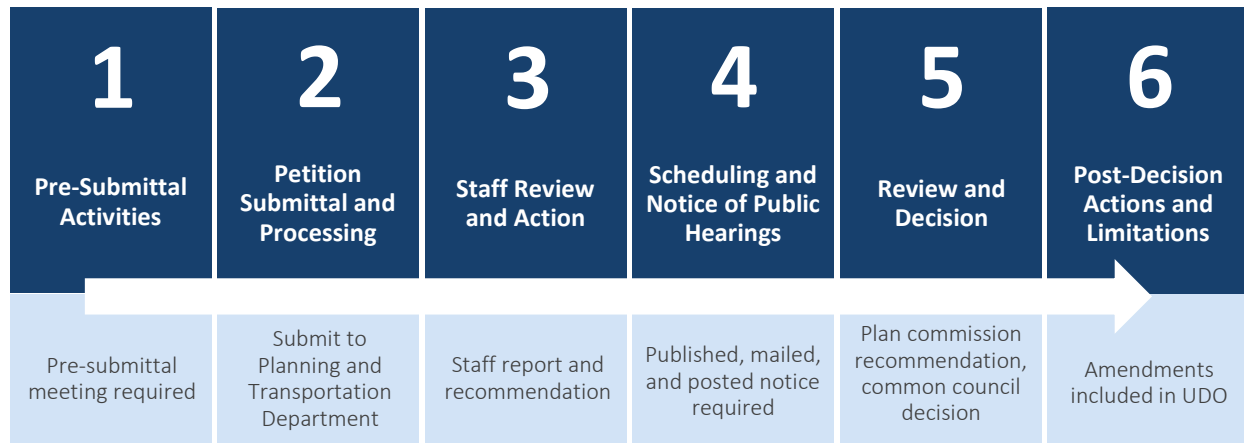 1
Pre-Submittal
Activities
Pre-submittal
meeting required
2
Petition
Submittal and
Processing
Submit to
Planning and
Transportation
Department
3
Staff Review
and Action
Staff report and
recommendation
4
Scheduling and
Notice of Public
Hearings
Published, mailed,
and posted notice
required
5
Review and
Decision
Plan commission
recommendation,
common council
decision
6
Post-Decision
Actions and
Limitations
Amendments
included in UDO